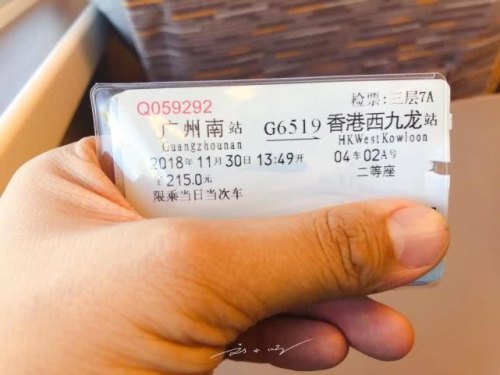 Q059292
检票:三层7A
广州南站 G6519 香港西九龙站
Guangzhounan HKWestKowloon
2018年11月30日13:49开 04车02A号
215.0元 二等座
限乘当日当次车